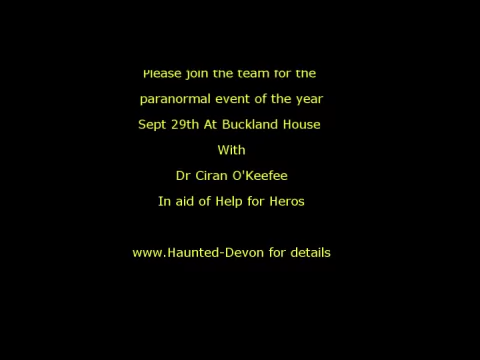 Please join the team for the
paranormal event of the year
Sept 29th At Buckland House
With
Dr Ciran O'Keefee
In aid of Help for Heros
www.Haunted-Devon for details